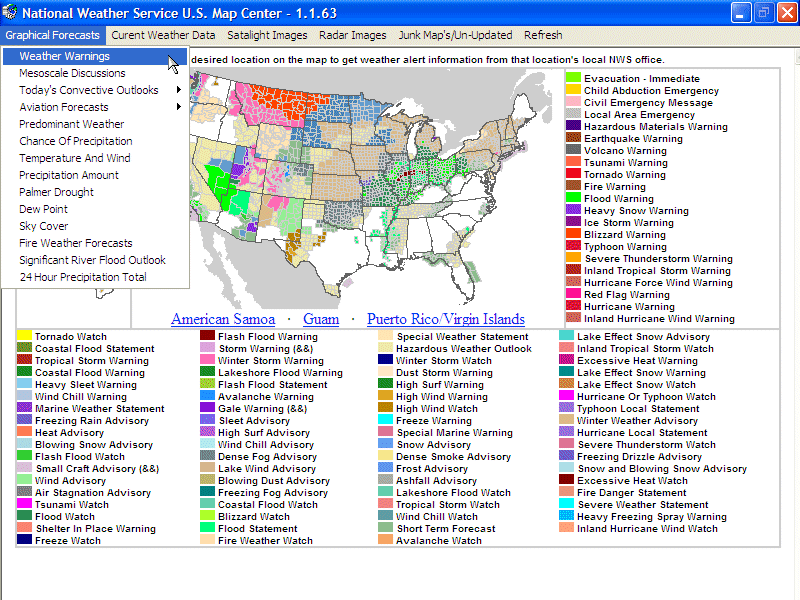 National Weather Service U.S. Map Center - 1.1.63
Graphical Forecasts Curent Weather Data Satalight Images Radar Images Junk Map's/Un-Updated Refresh
Weather Warnings
Mesoscale Discussions
Today's Convective Outlooks
Aviation Forecasts
Predominant Weather
Chance Of Precipitation
Temperature And Wind
Precipitation Amount
Palmer Drought
Dew Point
Sky Cover
Fire Weather Forecasts
Significant River Flood Outlook
24 Hour Precipitation Total
desired location on the map to get weather alert information from that location's local NWS office.
Evacuation - Immediate
Child Abduction Emergency
Civil Emergency Message
Local Area Emergency
Hazardous Materials Warning
Earthquake Warning
Volcano Warning
Tsunami Warning
Tornado Warning
Fire Warning
Flood Warning
Heavy Snow Warning
Ice Storm Warning
Blizzard Warning
Typhoon Warning
Severe Thunderstorm Warning
Inland Tropical Storm Warning
Hurricane Force Wind Warning
Red Flag Warning
Hurricane Warning
Inland Hurricane Wind Warning
American Samoa · Guam · Puerto Rico/Virgin Islands
Tornado Watch
Coastal Flood Statement
Tropical Storm Warning
Coastal Flood Warning
Heavy Sleet Warning
Wind Chill Warning
Marine Weather Statement
Freezing Rain Advisory
Heat Advisory
Blowing Snow Advisory
Flash Flood Watch
Small Craft Advisory (&&)
Wind Advisory
Air Stagnation Advisory
Tsunami Watch
Flood Watch
Shelter In Place Warning
Freeze Watch
Flash Flood Warning
Storm Warning (&&)
Winter Storm Warning
Lakeshore Flood Warning
Flash Flood Statement
Avalanche Warning
Gale Warning (&&)
Sleet Advisory
High Surf Advisory
Wind Chill Advisory
Dense Fog Advisory
Lake Wind Advisory
Blowing Dust Advisory
Freezing Fog Advisory
Coastal Flood Watch
Blizzard Watch
Flood Statement
Fire Weather Watch
Special Weather Statement
Hazardous Weather Outlook
Winter Storm Watch
Dust Storm Warning
High Surf Warning
High Wind Warning
High Wind Watch
Freeze Warning
Special Marine Warning
Snow Advisory
Dense Smoke Advisory
Frost Advisory
Ashfall Advisory
Lakeshore Flood Watch
Tropical Storm Watch
Wind Chill Watch
Short Term Forecast
Avalanche Watch
Lake Effect Snow Advisory
Inland Tropical Storm Watch
Excessive Heat Warning
Lake Effect Snow Warning
Lake Effect Snow Watch
Hurricane Or Typhoon Watch
Typhoon Local Statement
Winter Weather Advisory
Hurricane Local Statement
Severe Thunderstorm Watch
Freezing Drizzle Advisory
Snow and Blowing Snow Advisory
Excessive Heat Watch
Fire Danger Statement
Severe Weather Statement
Heavy Freezing Spray Warning
Inland Hurricane Wind Watch